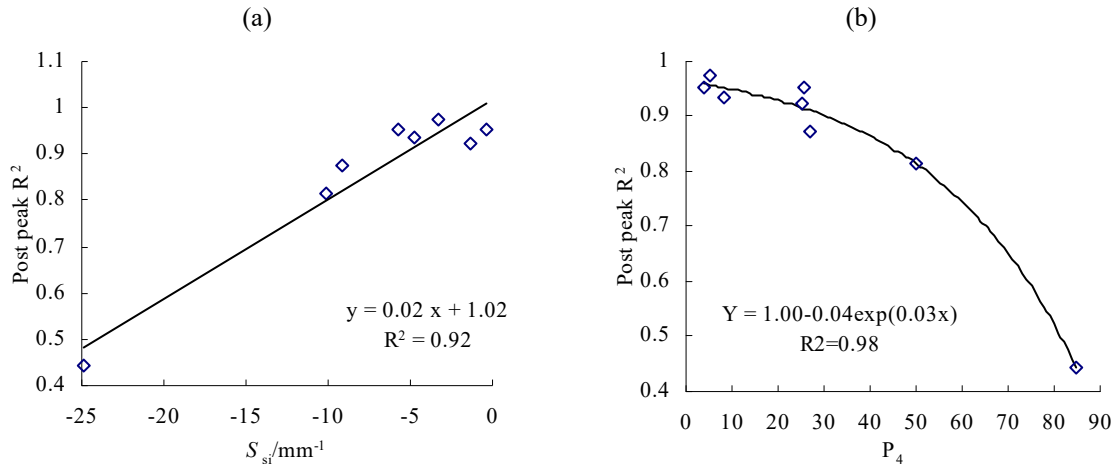 (a)
1.1
1
0.9
0.8
0.7
0.6
0.5
0.4
Post peak R²
y = 0.02 x + 1.02
R² = 0.92
-25 -20 -15 -10 -5 0
S si/mm⁻¹
(b)
1
0.9
0.8
0.7
0.6
0.5
0.4
Post peak R²
Y = 1.00-0.04exp(0.03x)
R2=0.98
0 10 20 30 40 50 60 70 80 90
P₄